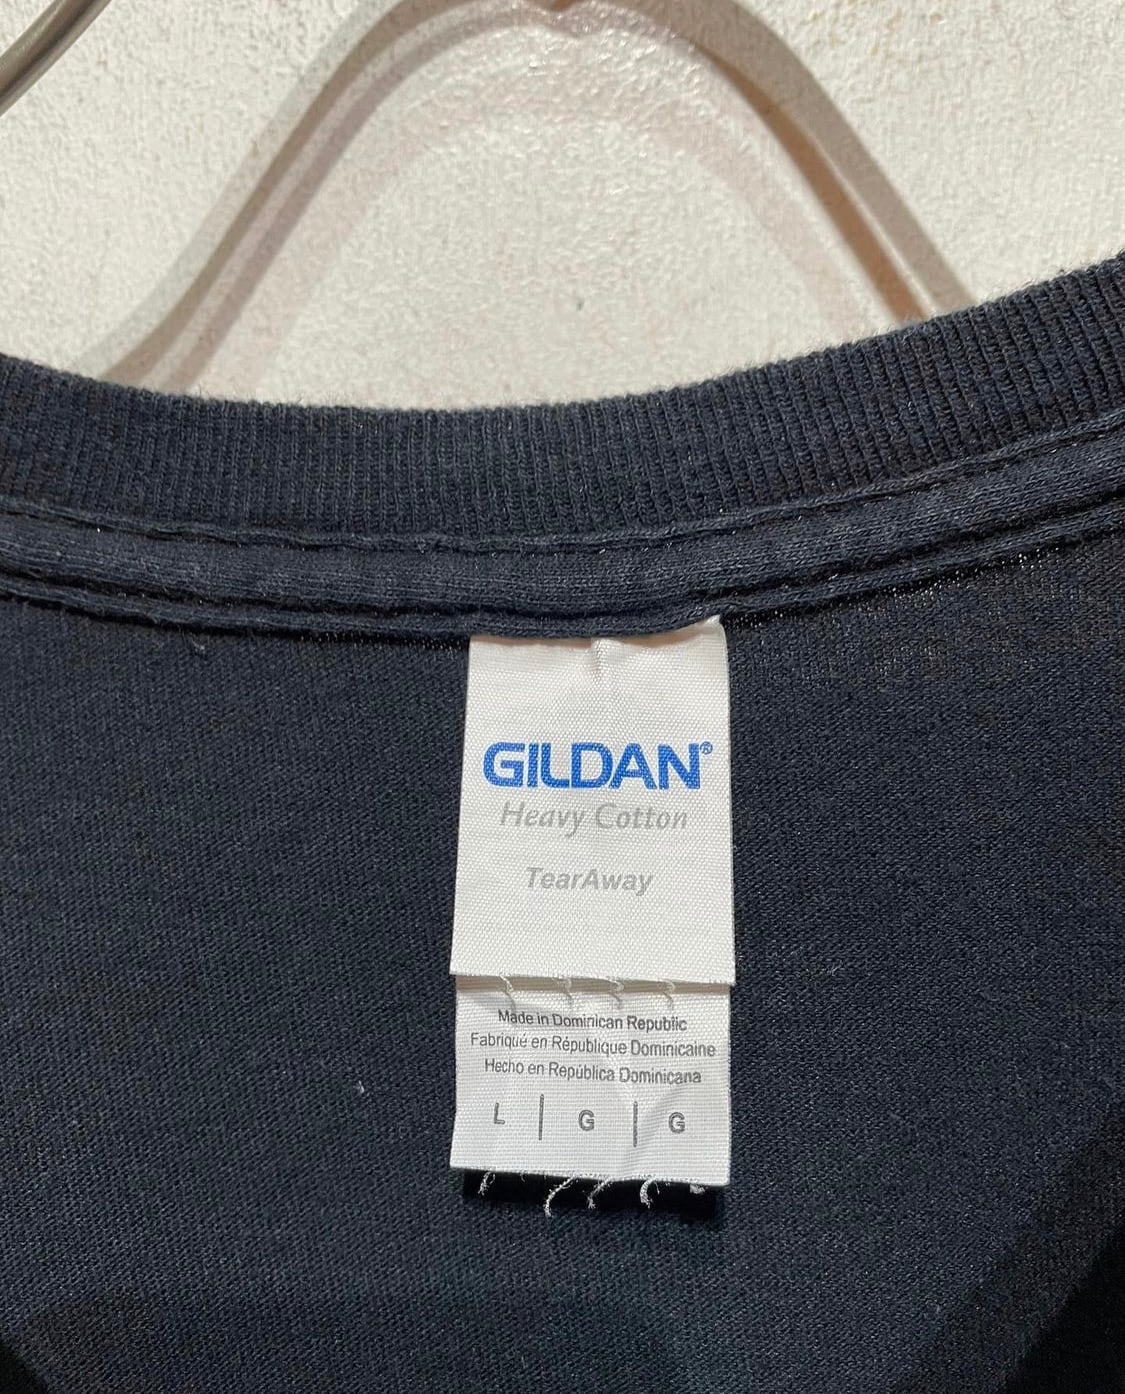 GILDAN®
Heavy Cotton
TearAway
Made in Dominican Republic
Fabriqué en République Dominicaine
Hecho en República Dominicana
L | G | G